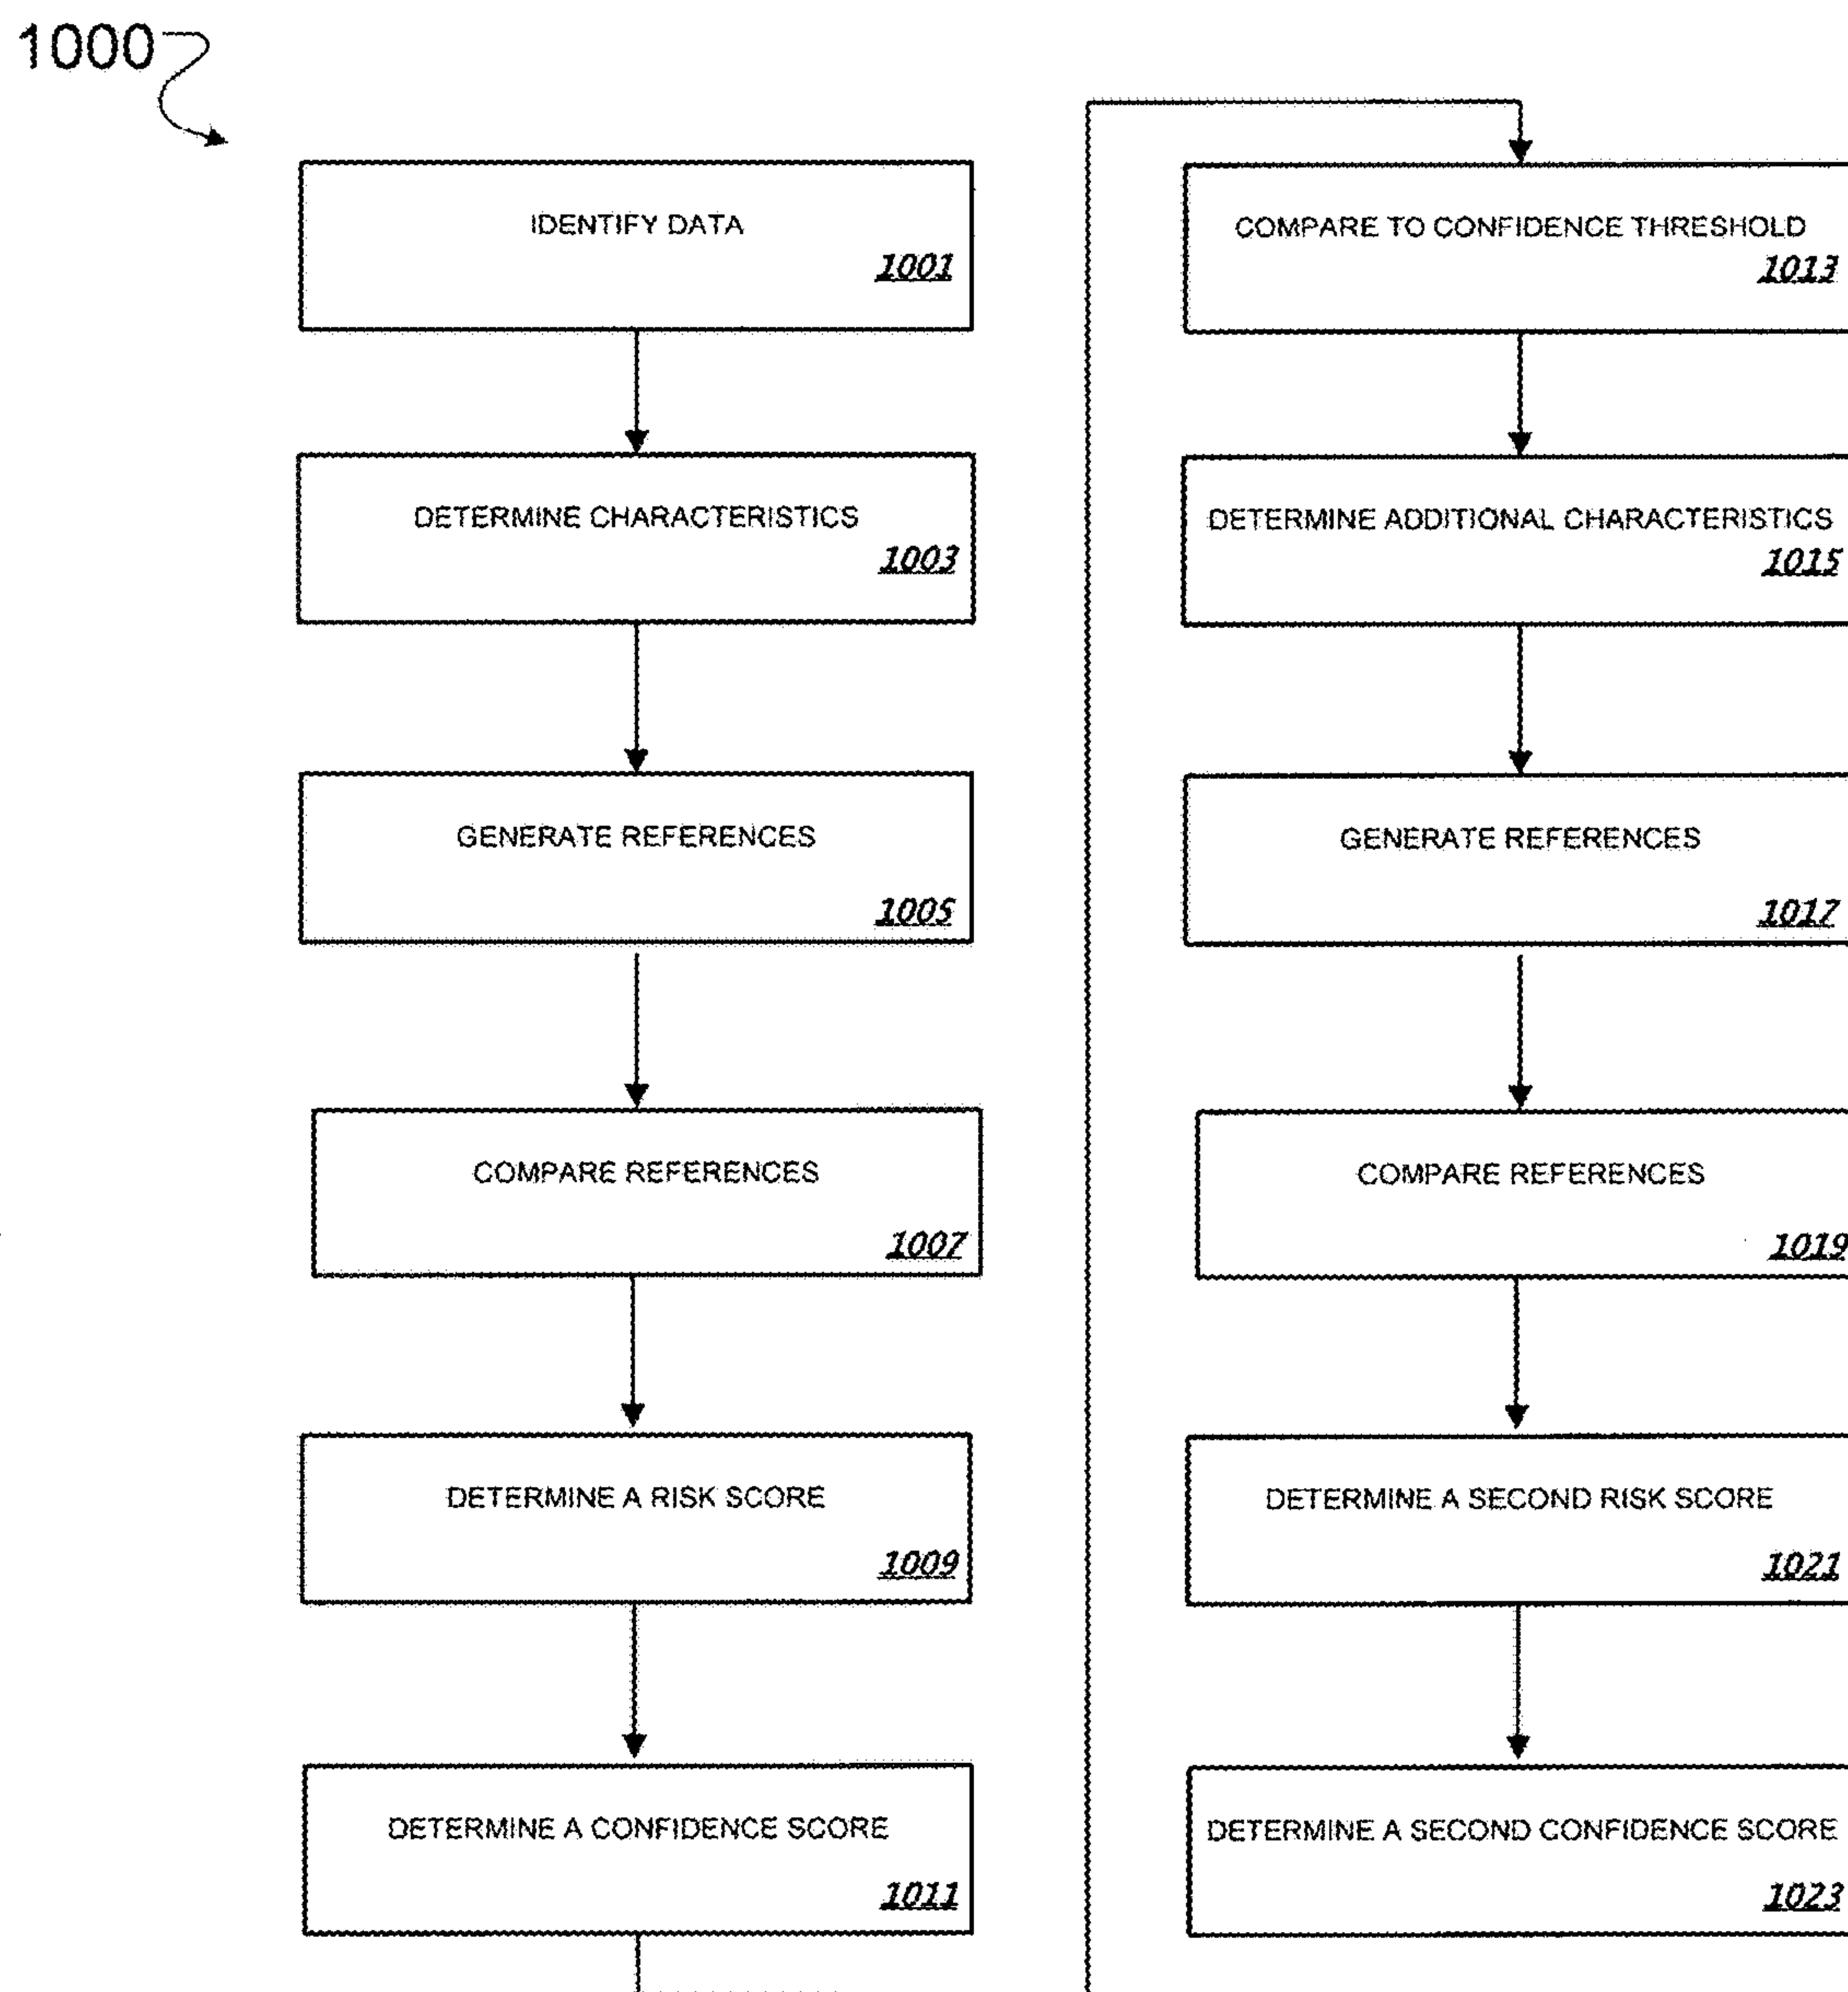 1000
IDENTIFY DATA
1001
DETERMINE CHARACTERISTICS
1003
GENERATE REFERENCES
1005
COMPARE REFERENCES
1007
DETERMINE A RISK SCORE
1009
DETERMINE A CONFIDENCE SCORE
1011
COMPARE TO CONFIDENCE THRESHOLD
1013
DETERMINE ADDITIONAL CHARACTERISTICS
1015
GENERATE REFERENCES
1017
COMPARE REFERENCES
1019
DETERMINE A SECOND RISK SCORE
1021
DETERMINE A SECOND CONFIDENCE SCORE
1023